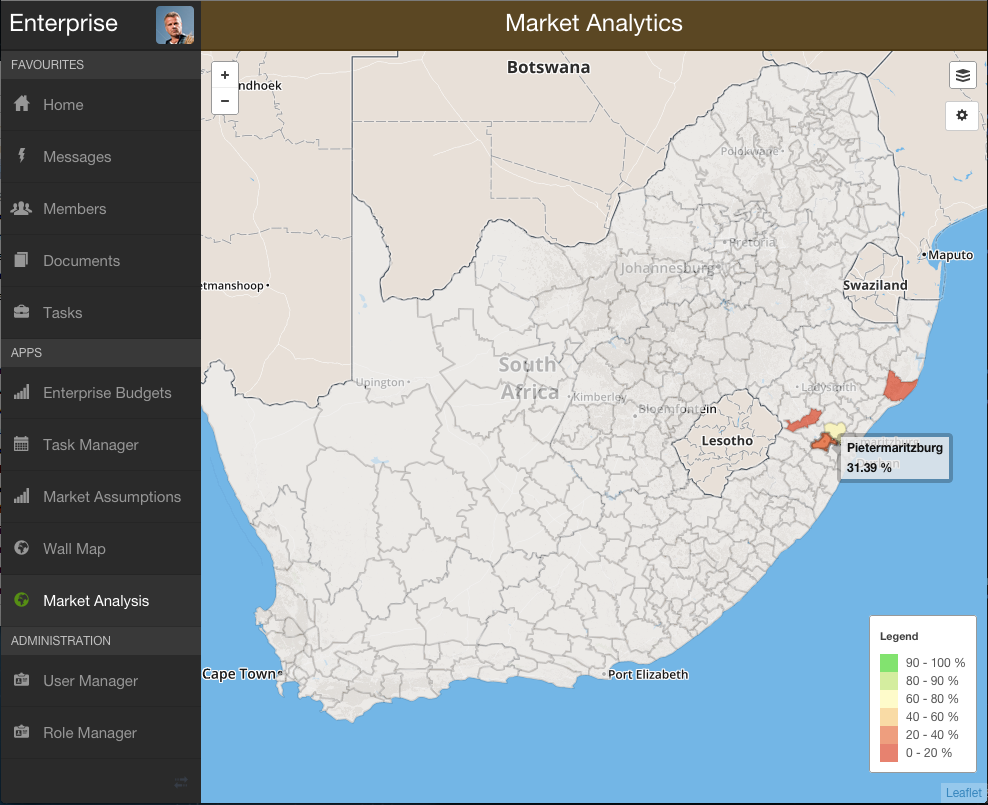 Enterprise
Market Analytics
FAVOURITES
Home
Messages
Members
Documents
Tasks
APPS
Enterprise Budgets
Task Manager
Market Assumptions
Wall Map
Market Analysis
ADMINISTRATION
User Manager
Role Manager
+
−
Botswana
ndhoek
Polokwane
Pretoria
Johannesburg
Maputo
etmanshoop
Swaziland
South
Africa
Upington
Kimberley
Ladysmith
Bloemfontein
Lesotho
Pietermaritzburg
31.39 %
Cape Town
Port Elizabeth
Legend
90 - 100 %
80 - 90 %
60 - 80 %
40 - 60 %
20 - 40 %
0 - 20 %
Leaflet